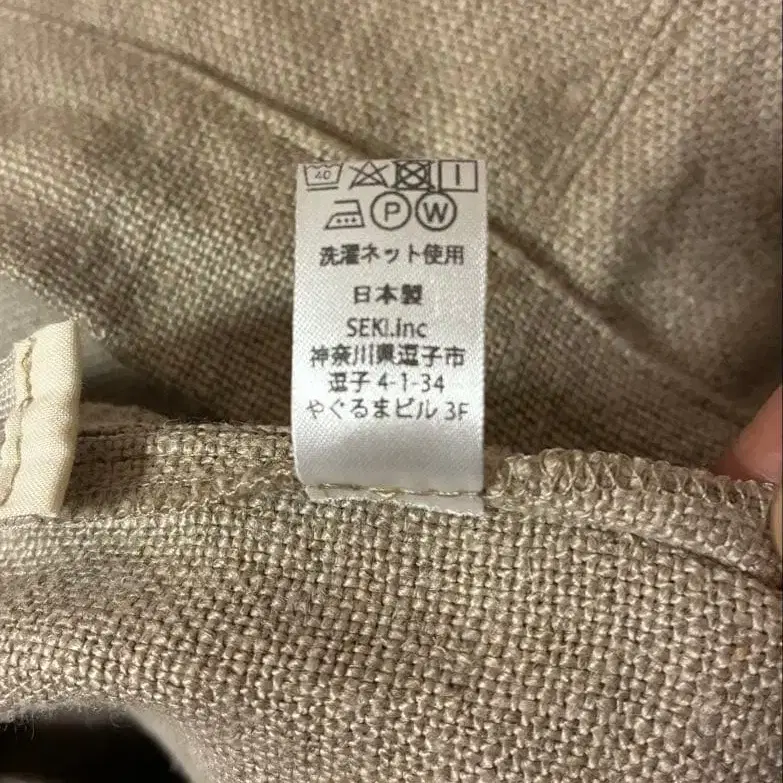 40
P W
洗濯ネット使用
日本製
SEKI.inc
神奈川県逗子市
逗子 4-1-34
やぐるまビル 3F